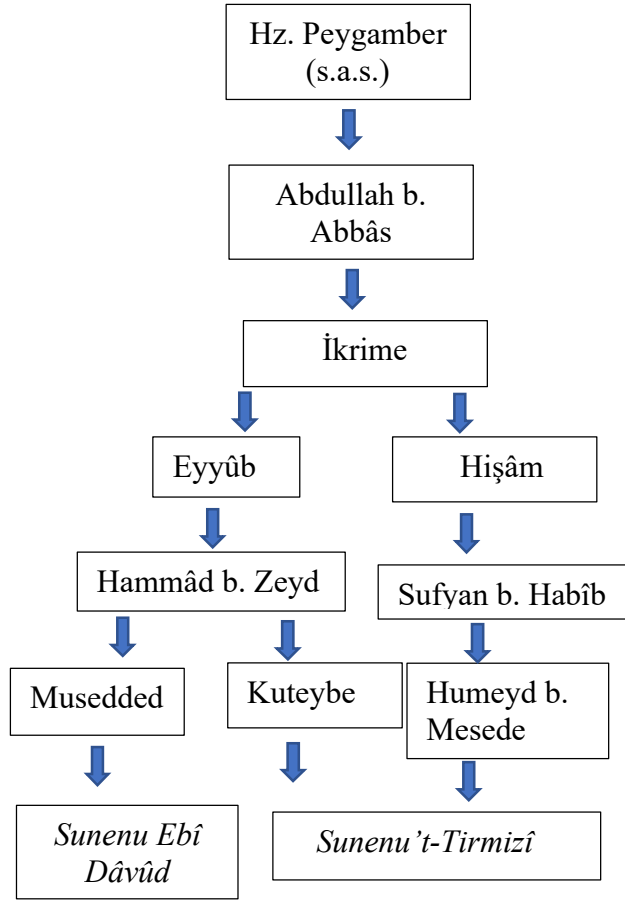 Hz. Peygamber
(s.a.s.)
Abdullah b.
Abbâs
İkrime
Eyyûb
Hişâm
Hammâd b. Zeyd
Sufyan b. Habîb
Musedded
Kuteybe
Humeyd b.
Mesede
Sunenu Ebî
Dâvûd
Sunenu’t-Tirmizî